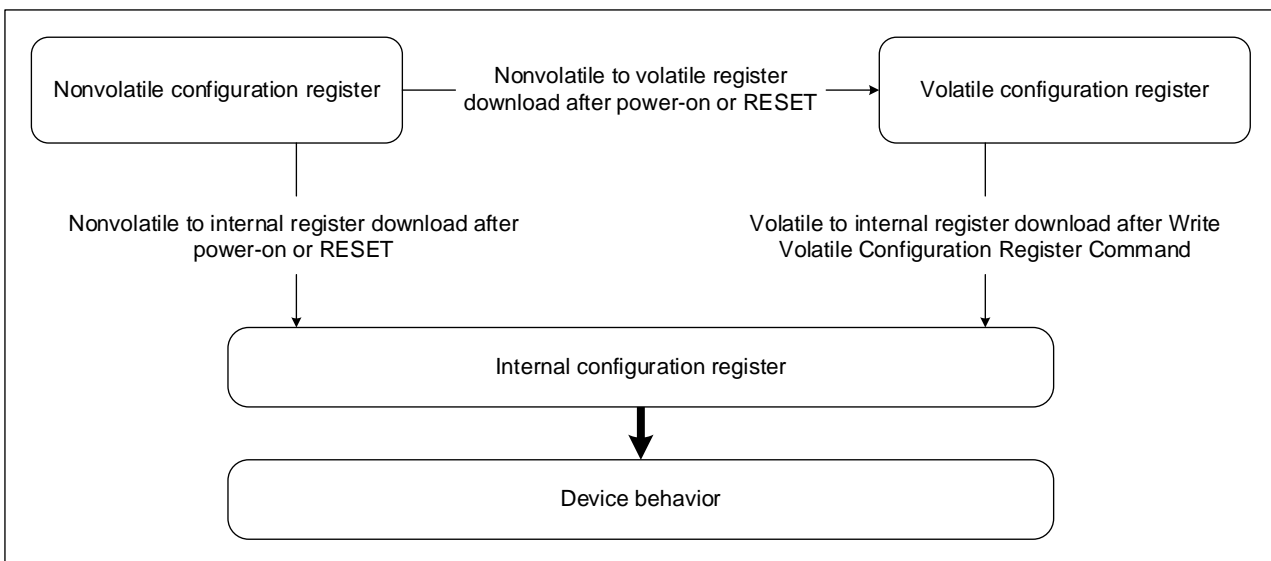 Nonvolatile configuration register
Nonvolatile to volatile register
download after power-on or RESET
Volatile configuration register
Nonvolatile to internal register download after
power-on or RESET
Volatile to internal register download after Write
Volatile Configuration Register Command
Internal configuration register
Device behavior